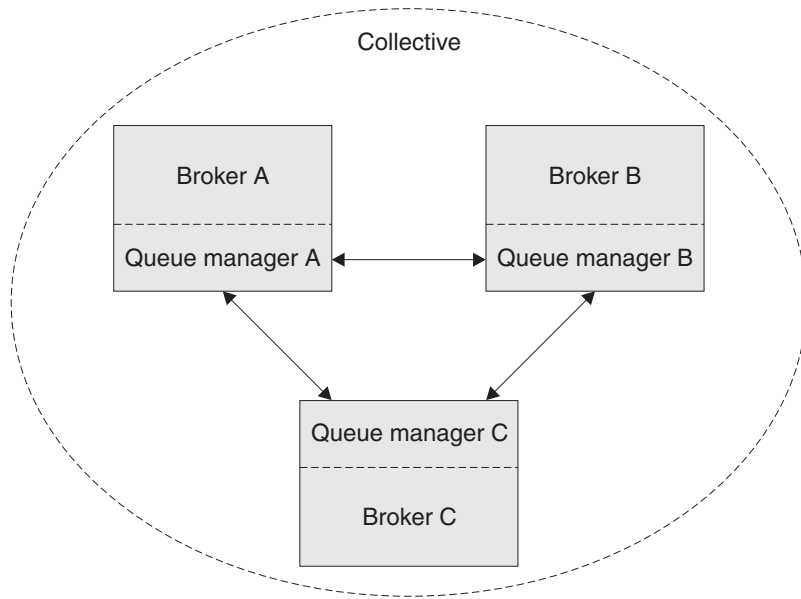 Collective
Broker A
Broker B
Queue manager A
Queue manager B
Queue manager C
Broker C